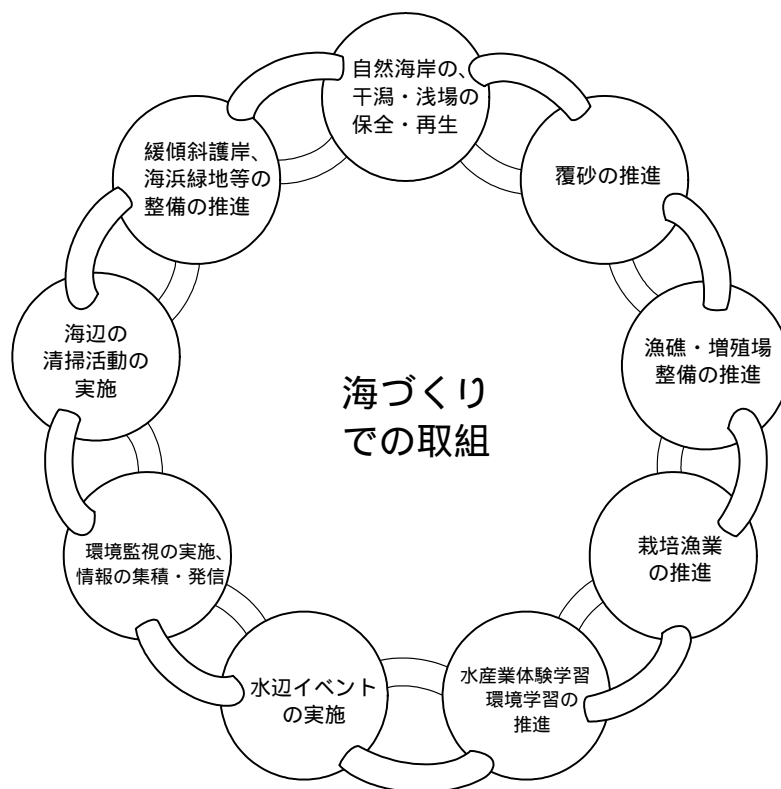 自然海岸の、
干潟・浅場の
保全・再生
覆砂の推進
漁礁・増殖場
整備の推進
栽培漁業
の推進
水産業体験学習
環境学習の
推進
水辺イベント
の実施
環境監視の実施、
情報の集積・発信
海辺の
清掃活動の
実施
緩傾斜護岸、
海浜緑地等の
整備の推進
海づくり
での取組